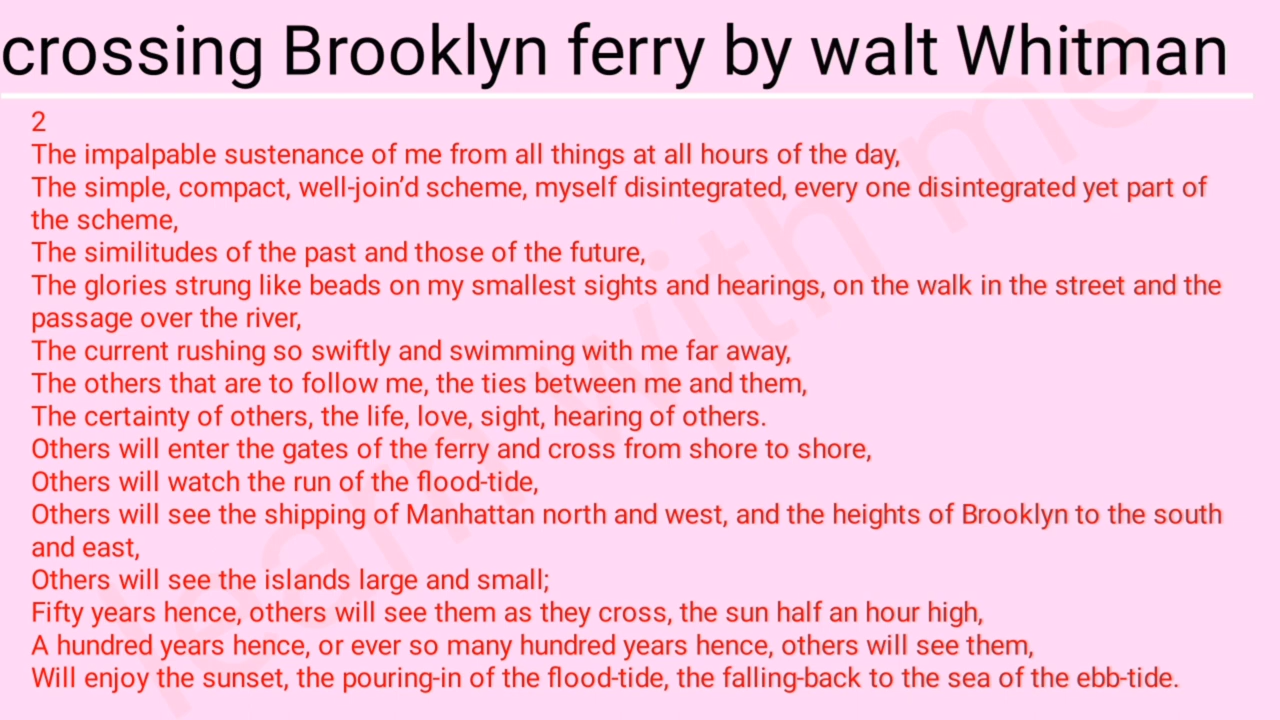 crossing Brooklyn ferry by walt Whitman
2
The impalpable sustenance of me from all things at all hours of the day,
The simple, compact, well-join’d scheme, myself disintegrated, every one disintegrated yet part of
the scheme,
The similitudes of the past and those of the future,
The glories strung like beads on my smallest sights and hearings, on the walk in the street and the
passage over the river,
The current rushing so swiftly and swimming with me far away,
The others that are to follow me, the ties between me and them,
The certainty of others, the life, love, sight, hearing of others.
Others will enter the gates of the ferry and cross from shore to shore,
Others will watch the run of the flood-tide,
Others will see the shipping of Manhattan north and west, and the heights of Brooklyn to the south
and east,
Others will see the islands large and small;
Fifty years hence, others will see them as they cross, the sun half an hour high,
A hundred years hence, or ever so many hundred years hence, others will see them,
Will enjoy the sunset, the pouring-in of the flood-tide, the falling-back to the sea of the ebb-tide.
learn with me